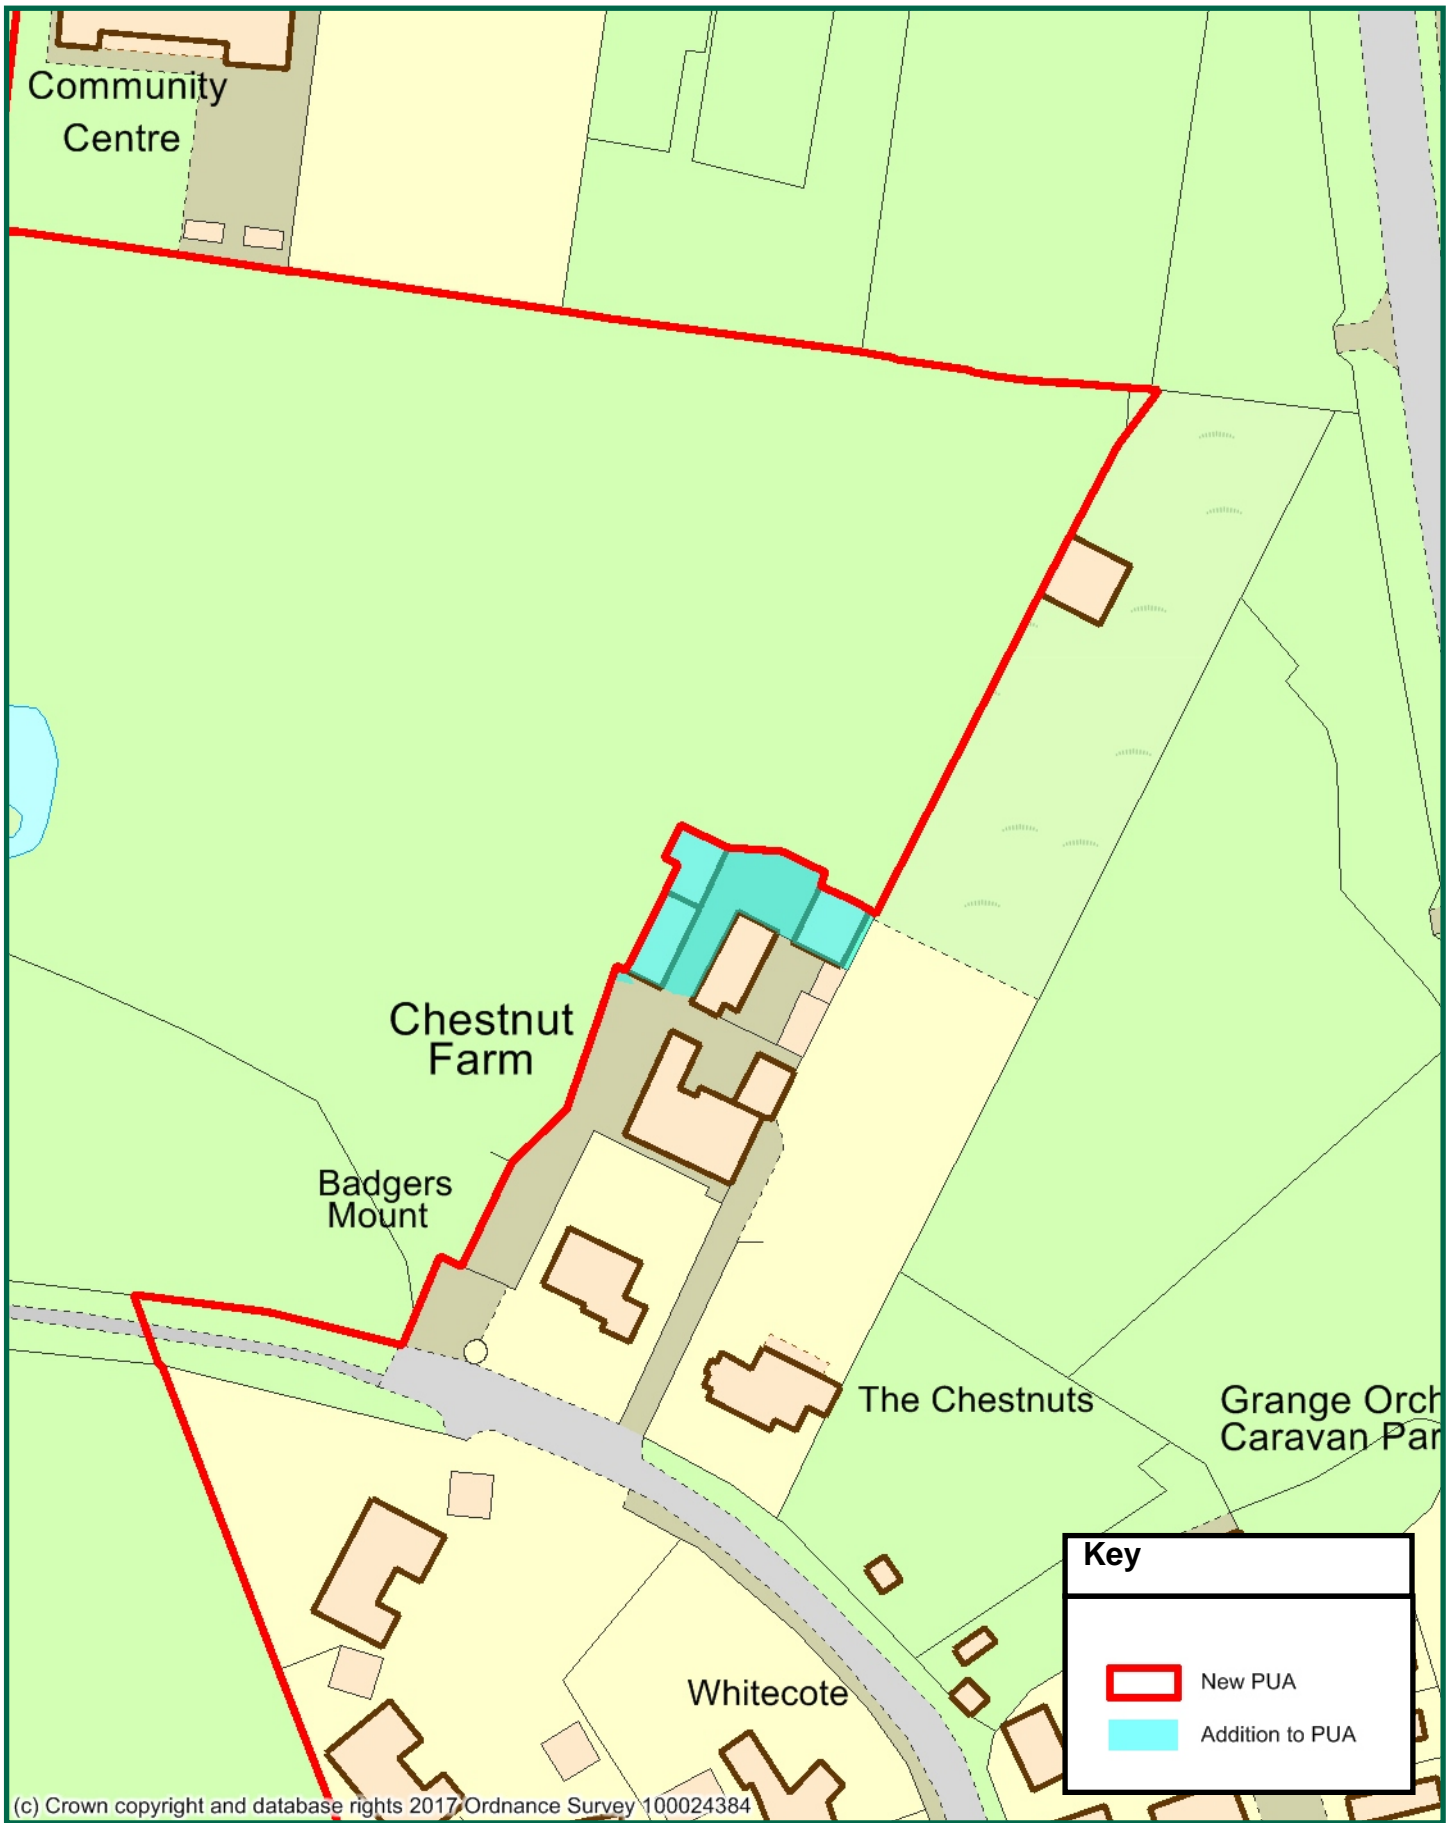 Community
Centre
Chestnut
Farm
Badgers
Mount
The Chestnuts
Grange Orch
Caravan Par
Whitecote
Key
New PUA
Addition to PUA
(c) Crown copyright and database rights 2017 Ordnance Survey 100024384